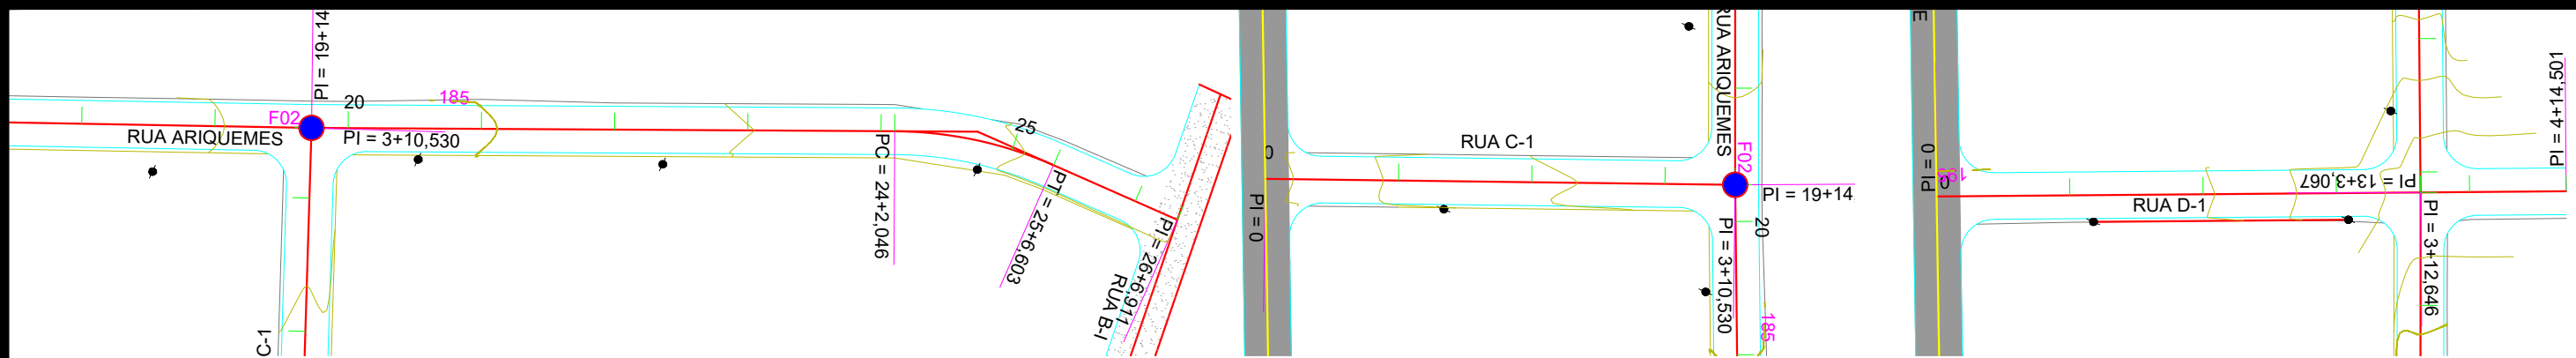 PI = 19+14
20
185
F02
RUA ARIQUEMES
PI = 3+10,530
C-1
PC = 24+2,046
25
PT = 25+6,603
PI = 26+6,911
RUA B-I
0
PI = 0
RUA C-1
RUA ARIQUEMES
F02
PI = 19+14
PI = 3+10,530
20
185
E
PI = 0
0
RUA D-1
PI = 13+3,067
PI = 3+12,646
PI = 4+14,501